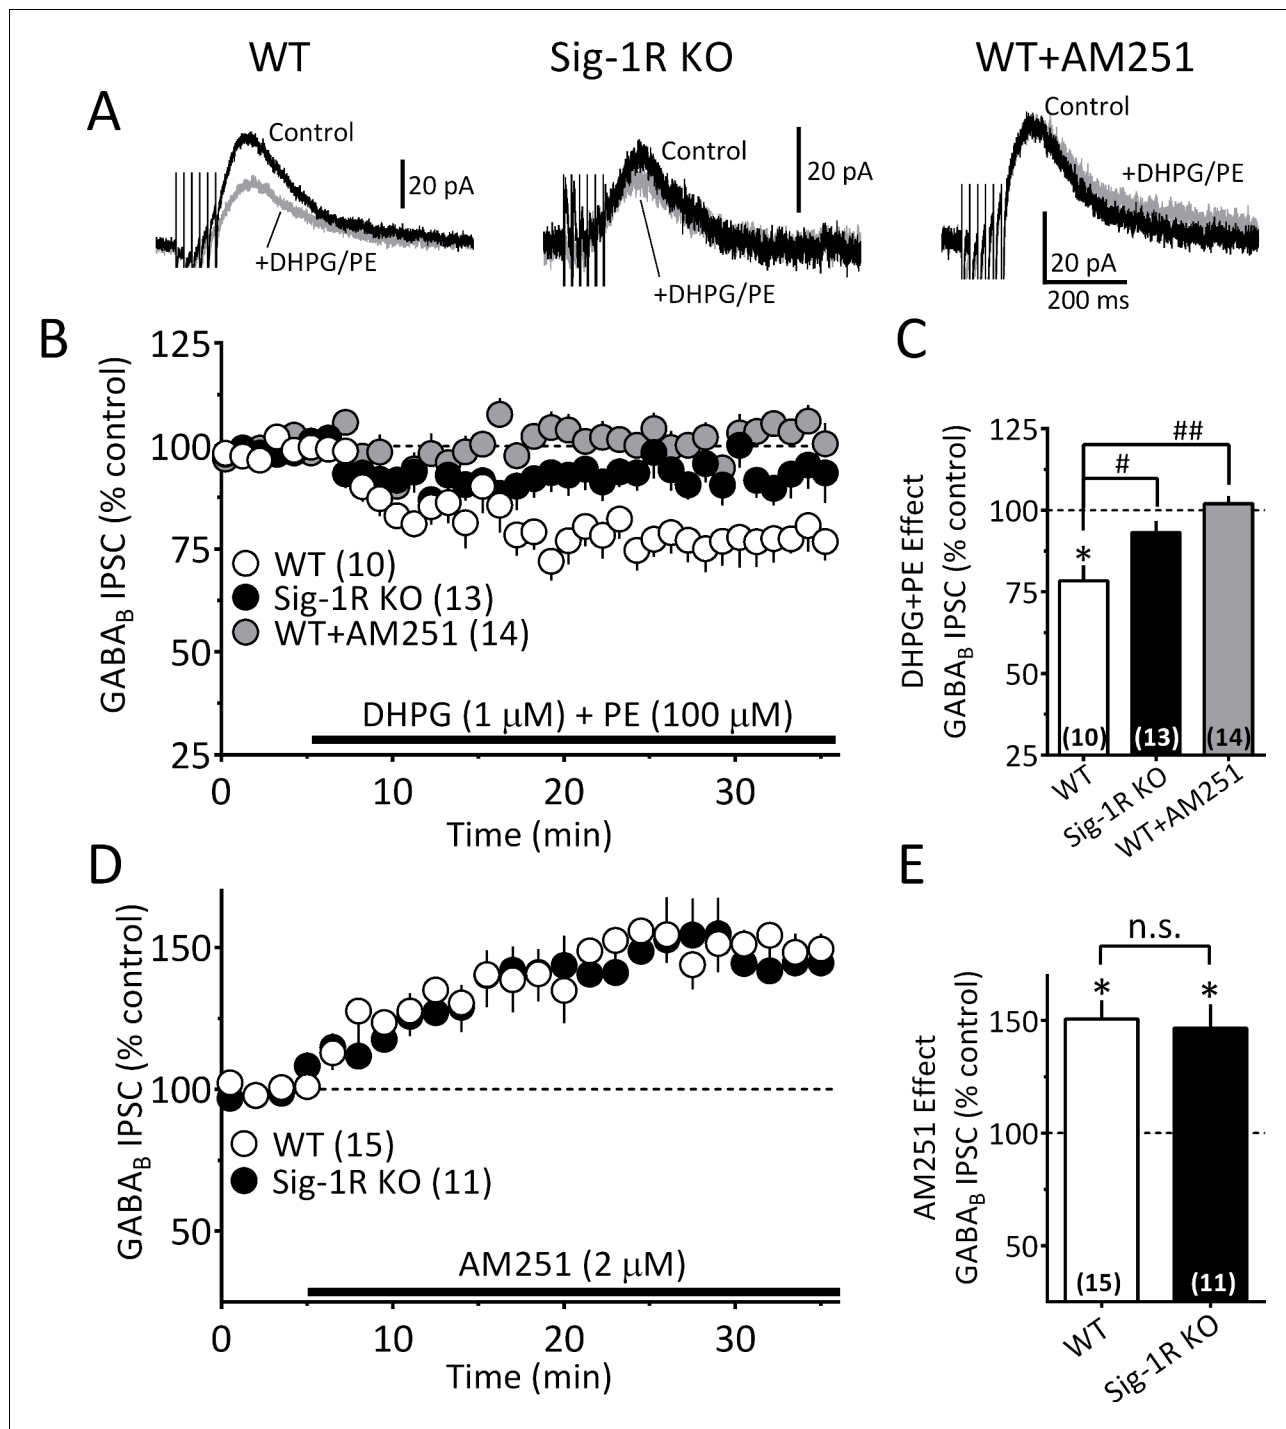 WT
Sig-1R KO
WT+AM251
A
Control
20 pA
+DHPG/PE
Control
20 pA
+DHPG/PE
Control
+DHPG/PE
20 pA
200 ms
B
GABAB IPSC (% control)
125
100
75
50
25
WT (10)
Sig-1R KO (13)
WT+AM251 (14)
DHPG (1 µM) + PE (100 µM)
0
10
20
30
Time (min)
C
DHPG+PE Effect
GABAB IPSC (% control)
125
100
75
50
25
##
#
*
(10)
(13)
(14)
WT
Sig-1R KO
WT+AM251
D
GABAB IPSC (% control)
150
100
50
WT (15)
Sig-1R KO (11)
AM251 (2 µM)
0
10
20
30
Time (min)
E
AM251 Effect
GABAB IPSC (% control)
150
100
50
n.s.
*
*
(15)
(11)
WT
Sig-1R KO